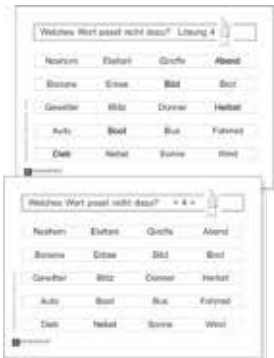 Welches Wort passt nicht dazu? Lösung 4
Nashorn Elefant Giraffe Abend
Banane Erbse Bild Brot
Gewitter Blitz Donner Herbst
Auto Boot Bus Fahrrad
Dieb Nebel Sonne Wind
Welches Wort passt nicht dazu? • 4 •
Nashorn Elefant Giraffe Abend
Banane Erbse Bild Brot
Gewitter Blitz Donner Herbst
Auto Boot Bus Fahrrad
Dieb Nebel Sonne Wind